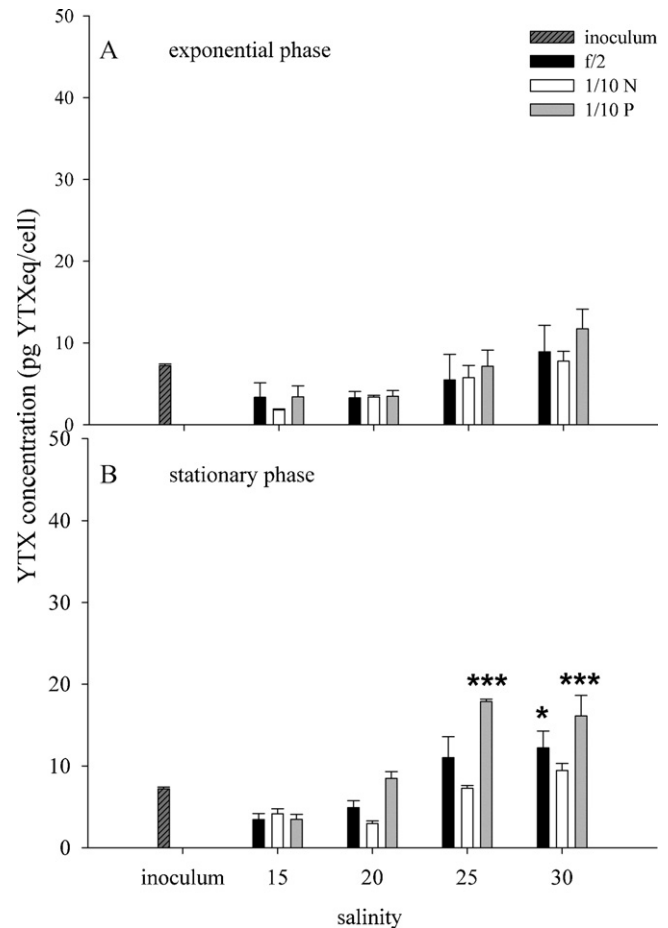 50
A exponential phase
inoculum
f/2
1/10 N
1/10 P
40
30
20
10
0
YTX concentration (pg YTXeq/cell)
50
B stationary phase
40
30
20
*** ***
*
10
0
inoculum 15 20 25 30
salinity